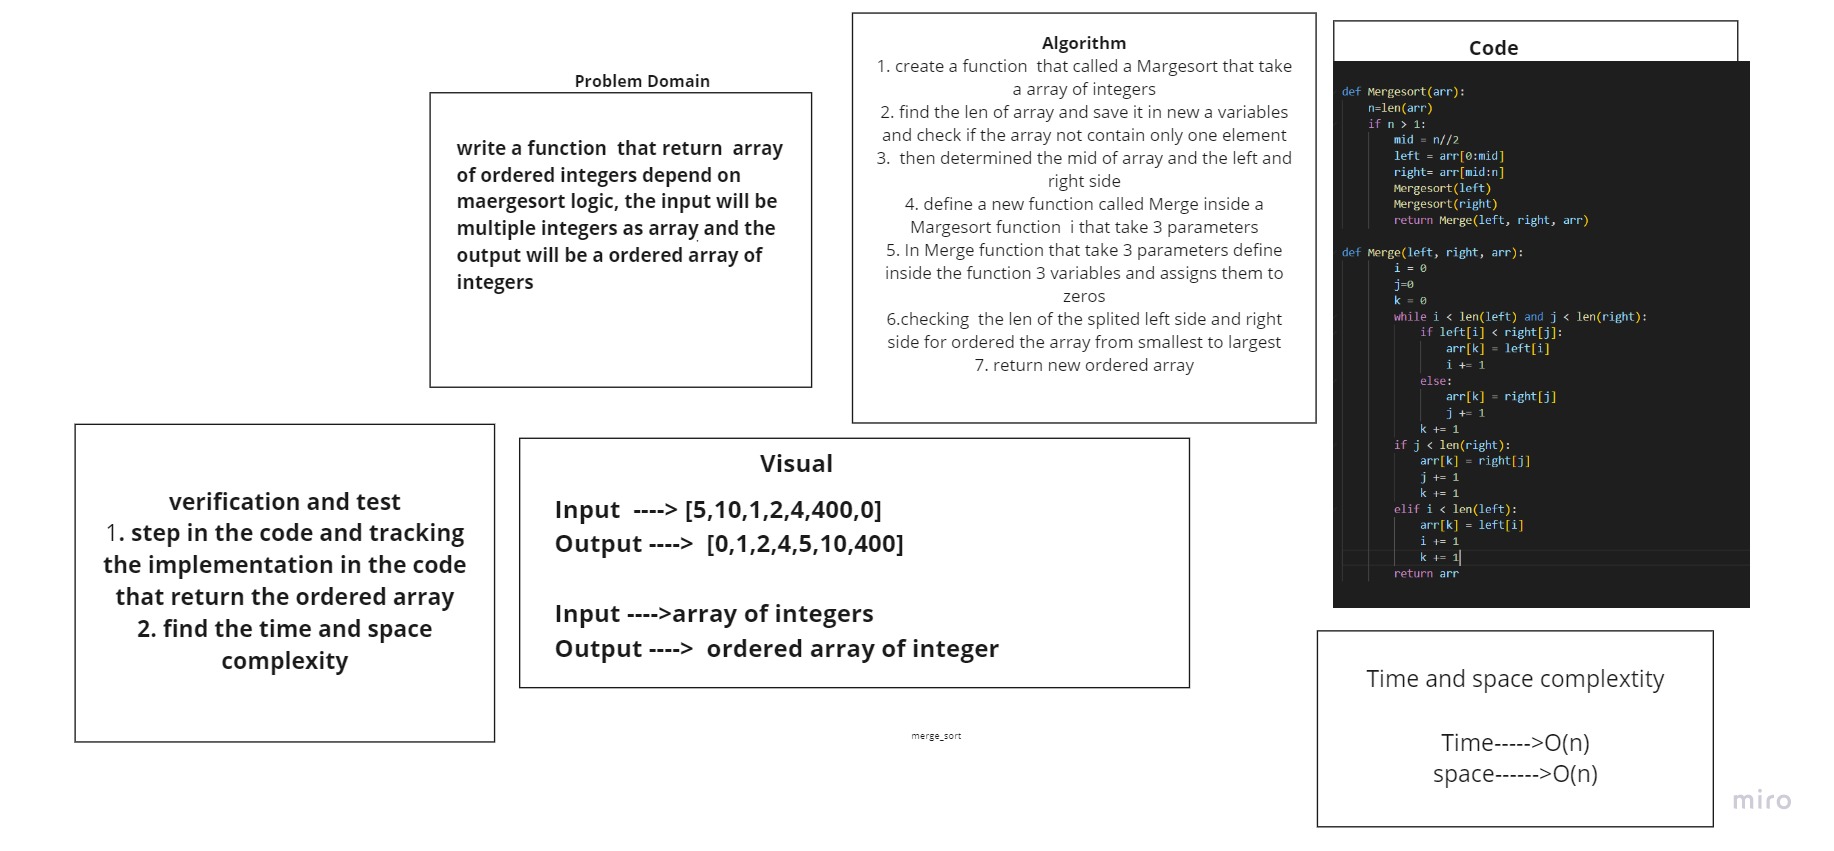 Problem Domain
write a function that return array
of ordered integers depend on
maergesort logic, the input will be
multiple integers as array and the
output will be a ordered array of
integers
Algorithm
1. create a function that called a Margesort that take
a array of integers
2. find the len of array and save it in new a variables
and check if the array not contain only one element
3. then determined the mid of array and the left and
right side
4. define a new function called Merge inside a
Margesort function i that take 3 parameters
5. In Merge function that take 3 parameters define
inside the function 3 variables and assigns them to
zeros
6.checking the len of the splited left side and right
side for ordered the array from smallest to largest
7. return new ordered array
Code
def Mergesort(arr):
n=len(arr)
if n > 1:
mid = n//2
left = arr[0:mid]
right= arr[mid:n]
Mergesort(left)
Mergesort(right)
return Merge(left, right, arr)
def Merge(left, right, arr):
i = 0
j=0
k = 0
while i < len(left) and j < len(right):
if left[i] < right[j]:
arr[k] = left[i]
i += 1
else:
arr[k] = right[j]
j += 1
k += 1
if j < len(right):
arr[k] = right[j]
j += 1
k += 1
elif i < len(left):
arr[k] = left[i]
i += 1
k += 1
return arr
verification and test
1. step in the code and tracking
the implementation in the code
that return the ordered array
2. find the time and space
complexity
Visual
Input ----> [5,10,1,2,4,400,0]
Output ----> [0,1,2,4,5,10,400]
Input ---->array of integers
Output ----> ordered array of integer
merge_sort
Time and space complextity
Time----->O(n)
space------>O(n)
miro